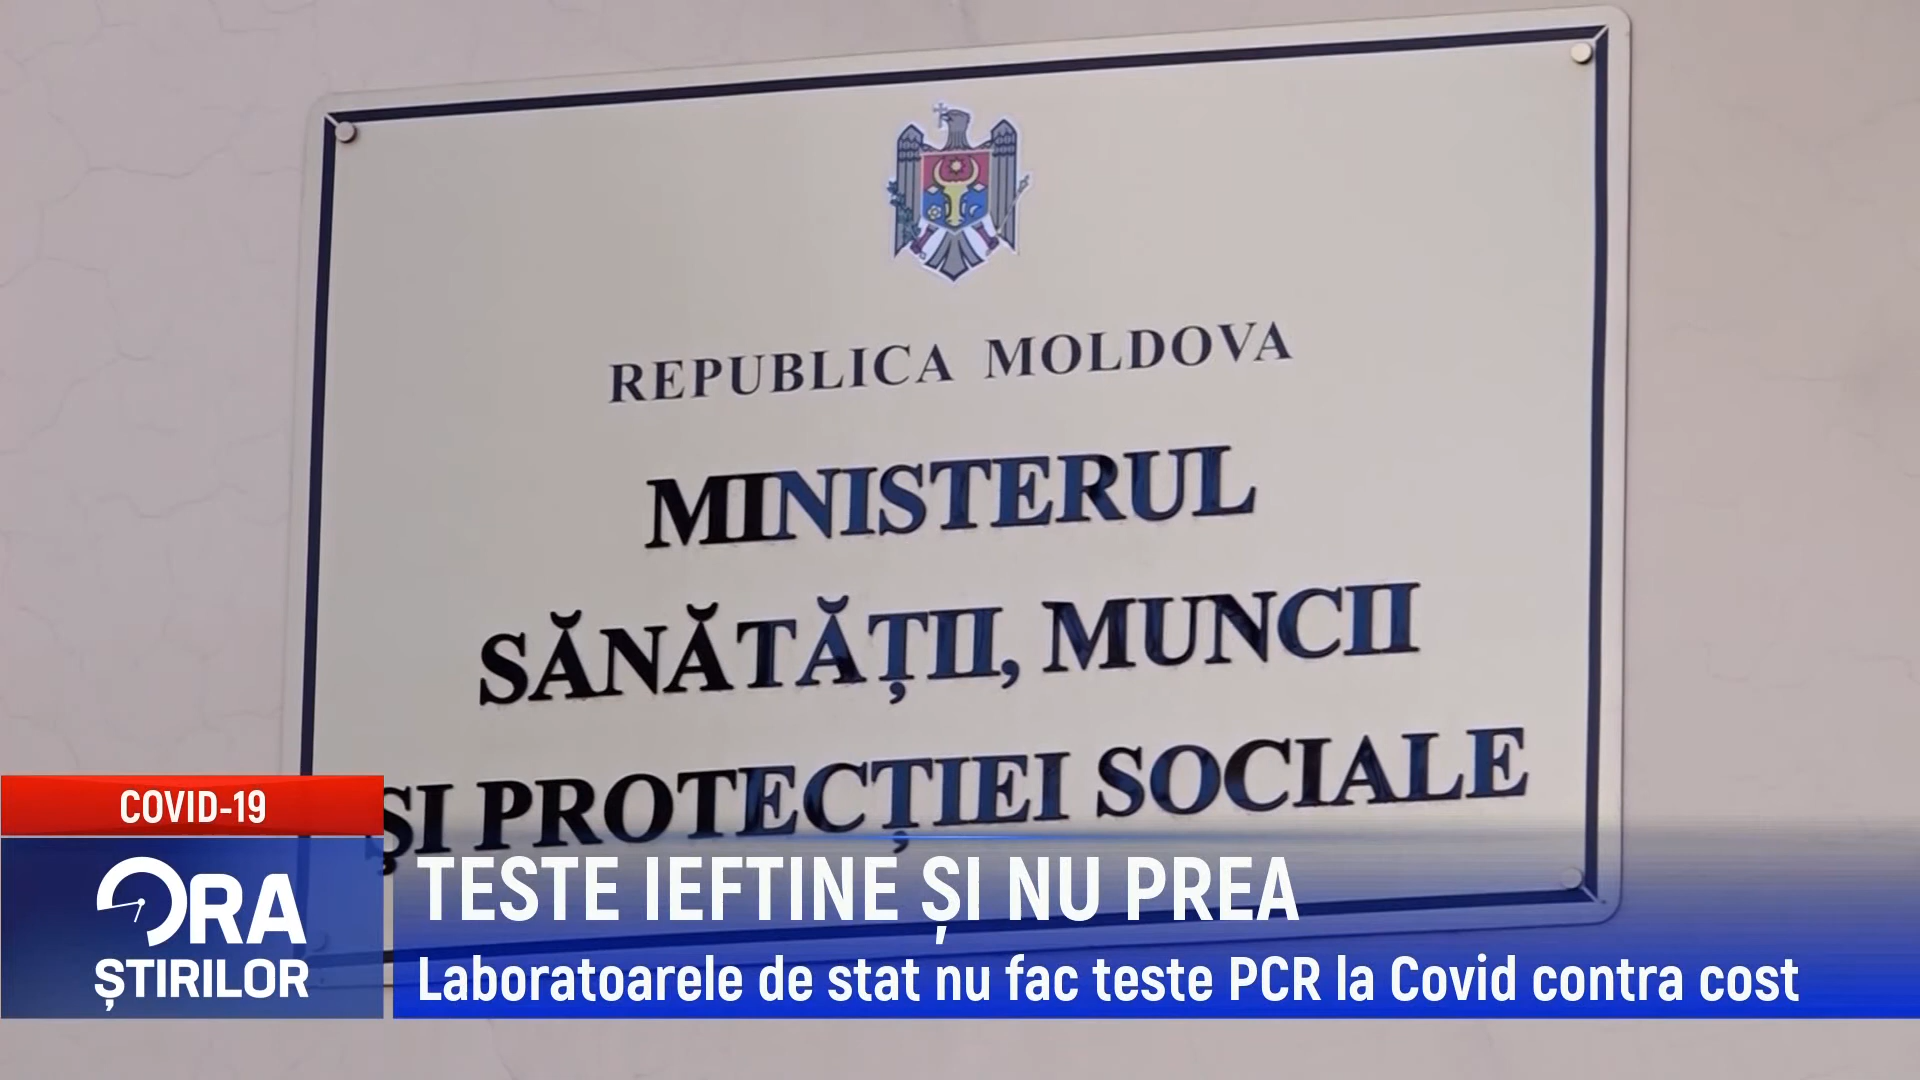 REPUBLICA MOLDOVA
MINISTERUL
SĂNĂTĂȚII, MUNCII
ȘI PROTECȚIEI SOCIALE
COVID-19
ORA
ȘTIRILOR
TESTE IEFTINE ȘI NU PREA
Laboratoarele de stat nu fac teste PCR la Covid contra cost